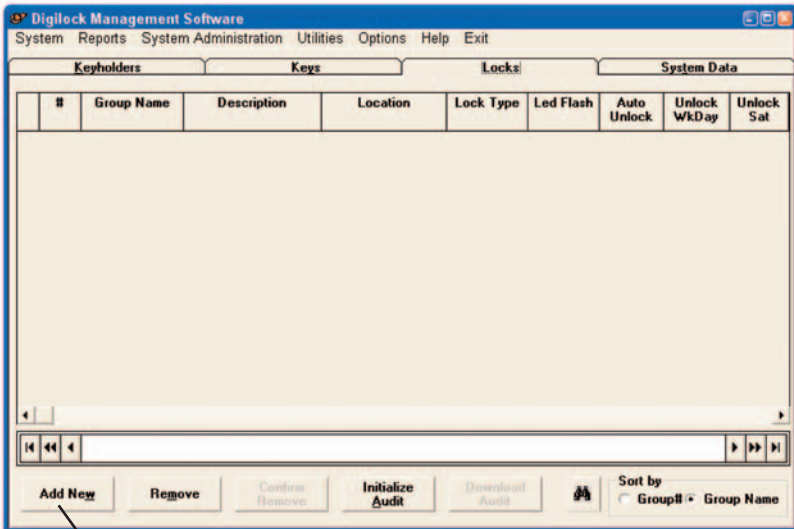 Digilock Management Software
System Reports System Administration Utilities Options Help Exit
Keyholders Keys Locks System Data
# Group Name Description Location Lock Type Led Flash Auto Unlock Unlock WkDay Unlock Sat
Add New Remove Confirm Remove Initialize Audit Download Audit
Sort by
Group# Group Name